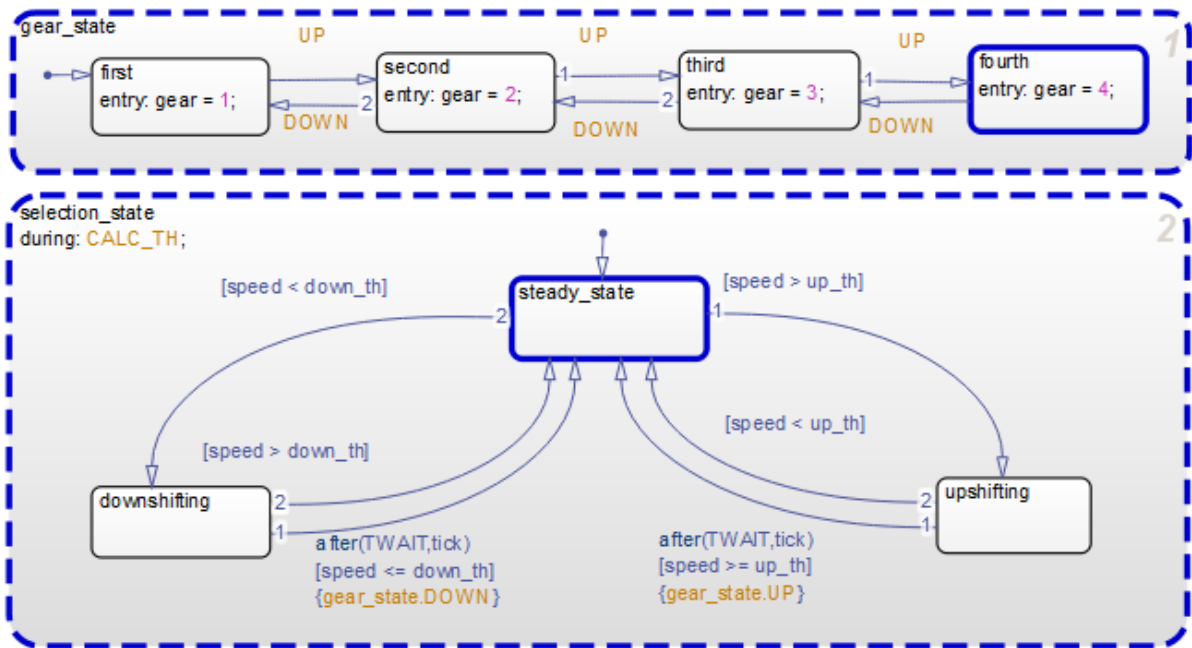 gear_state
1
UP
UP
UP
first
entry: gear = 1;
second
entry: gear = 2;
third
entry: gear = 3;
fourth
entry: gear = 4;
1
2
1
2
1
2
DOWN
DOWN
DOWN
selection_state
during: CALC_TH;
2
[speed < down_th]
steady_state
[speed > up_th]
2
1
[speed > down_th]
[speed < up_th]
downshifting
2
1
upshifting
2
1
after(TWAIT,tick)
[speed <= down_th]
{gear_state.DOWN}
after(TWAIT,tick)
[speed >= up_th]
{gear_state.UP}